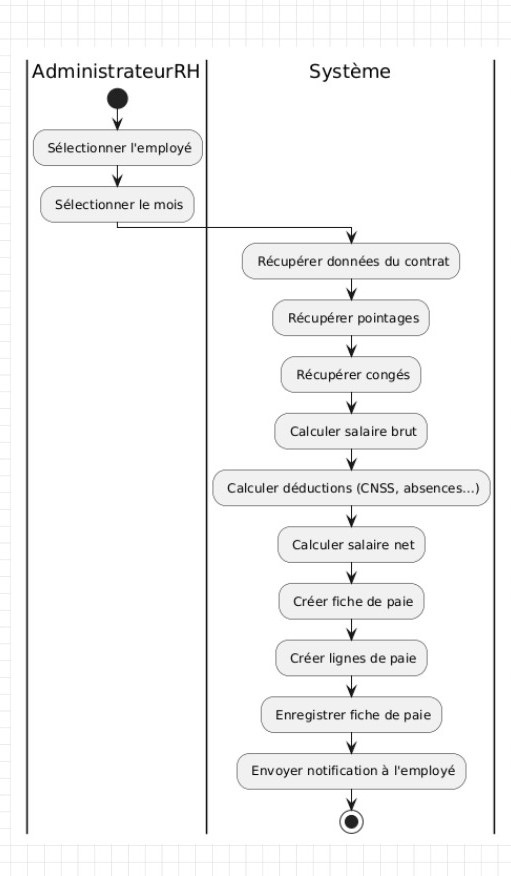 AdministrateurRH
Système
Sélectionner l'employé
Sélectionner le mois
Récupérer données du contrat
Récupérer pointages
Récupérer congés
Calculer salaire brut
Calculer déductions (CNSS, absences...)
Calculer salaire net
Créer fiche de paie
Créer lignes de paie
Enregistrer fiche de paie
Envoyer notification à l'employé